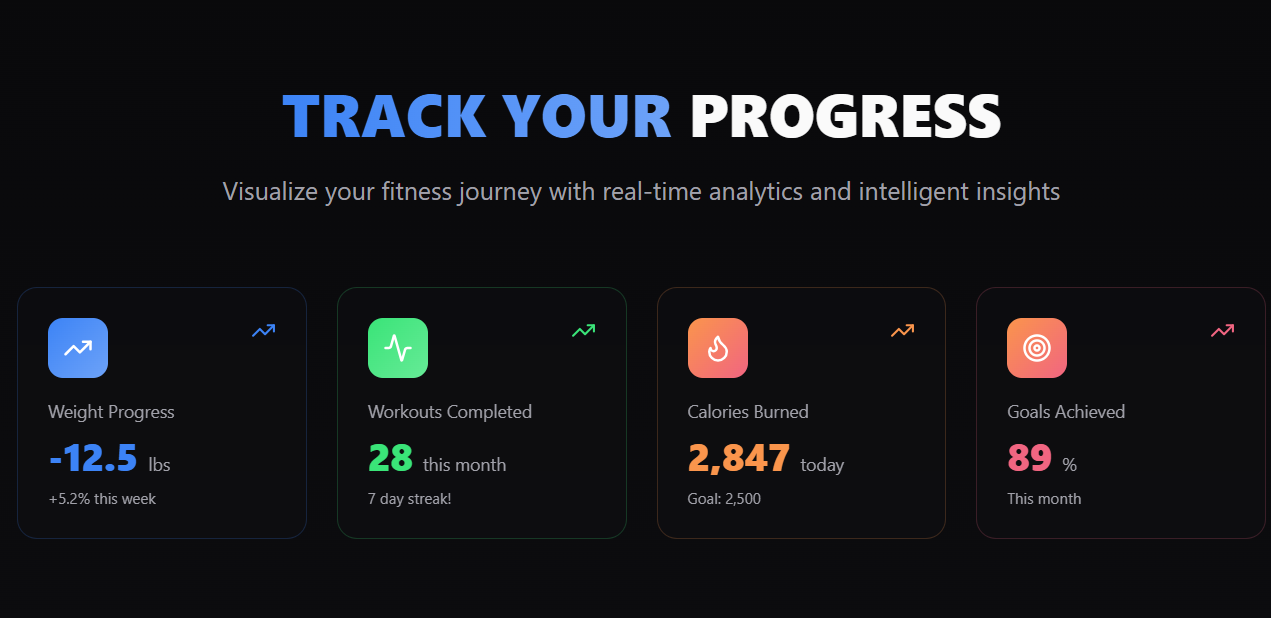 TRACK YOUR PROGRESS
Visualize your fitness journey with real-time analytics and intelligent insights
Weight Progress
-12.5 lbs
+5.2% this week
Workouts Completed
28 this month
7 day streak!
Calories Burned
2,847 today
Goal: 2,500
Goals Achieved
89 %
This month